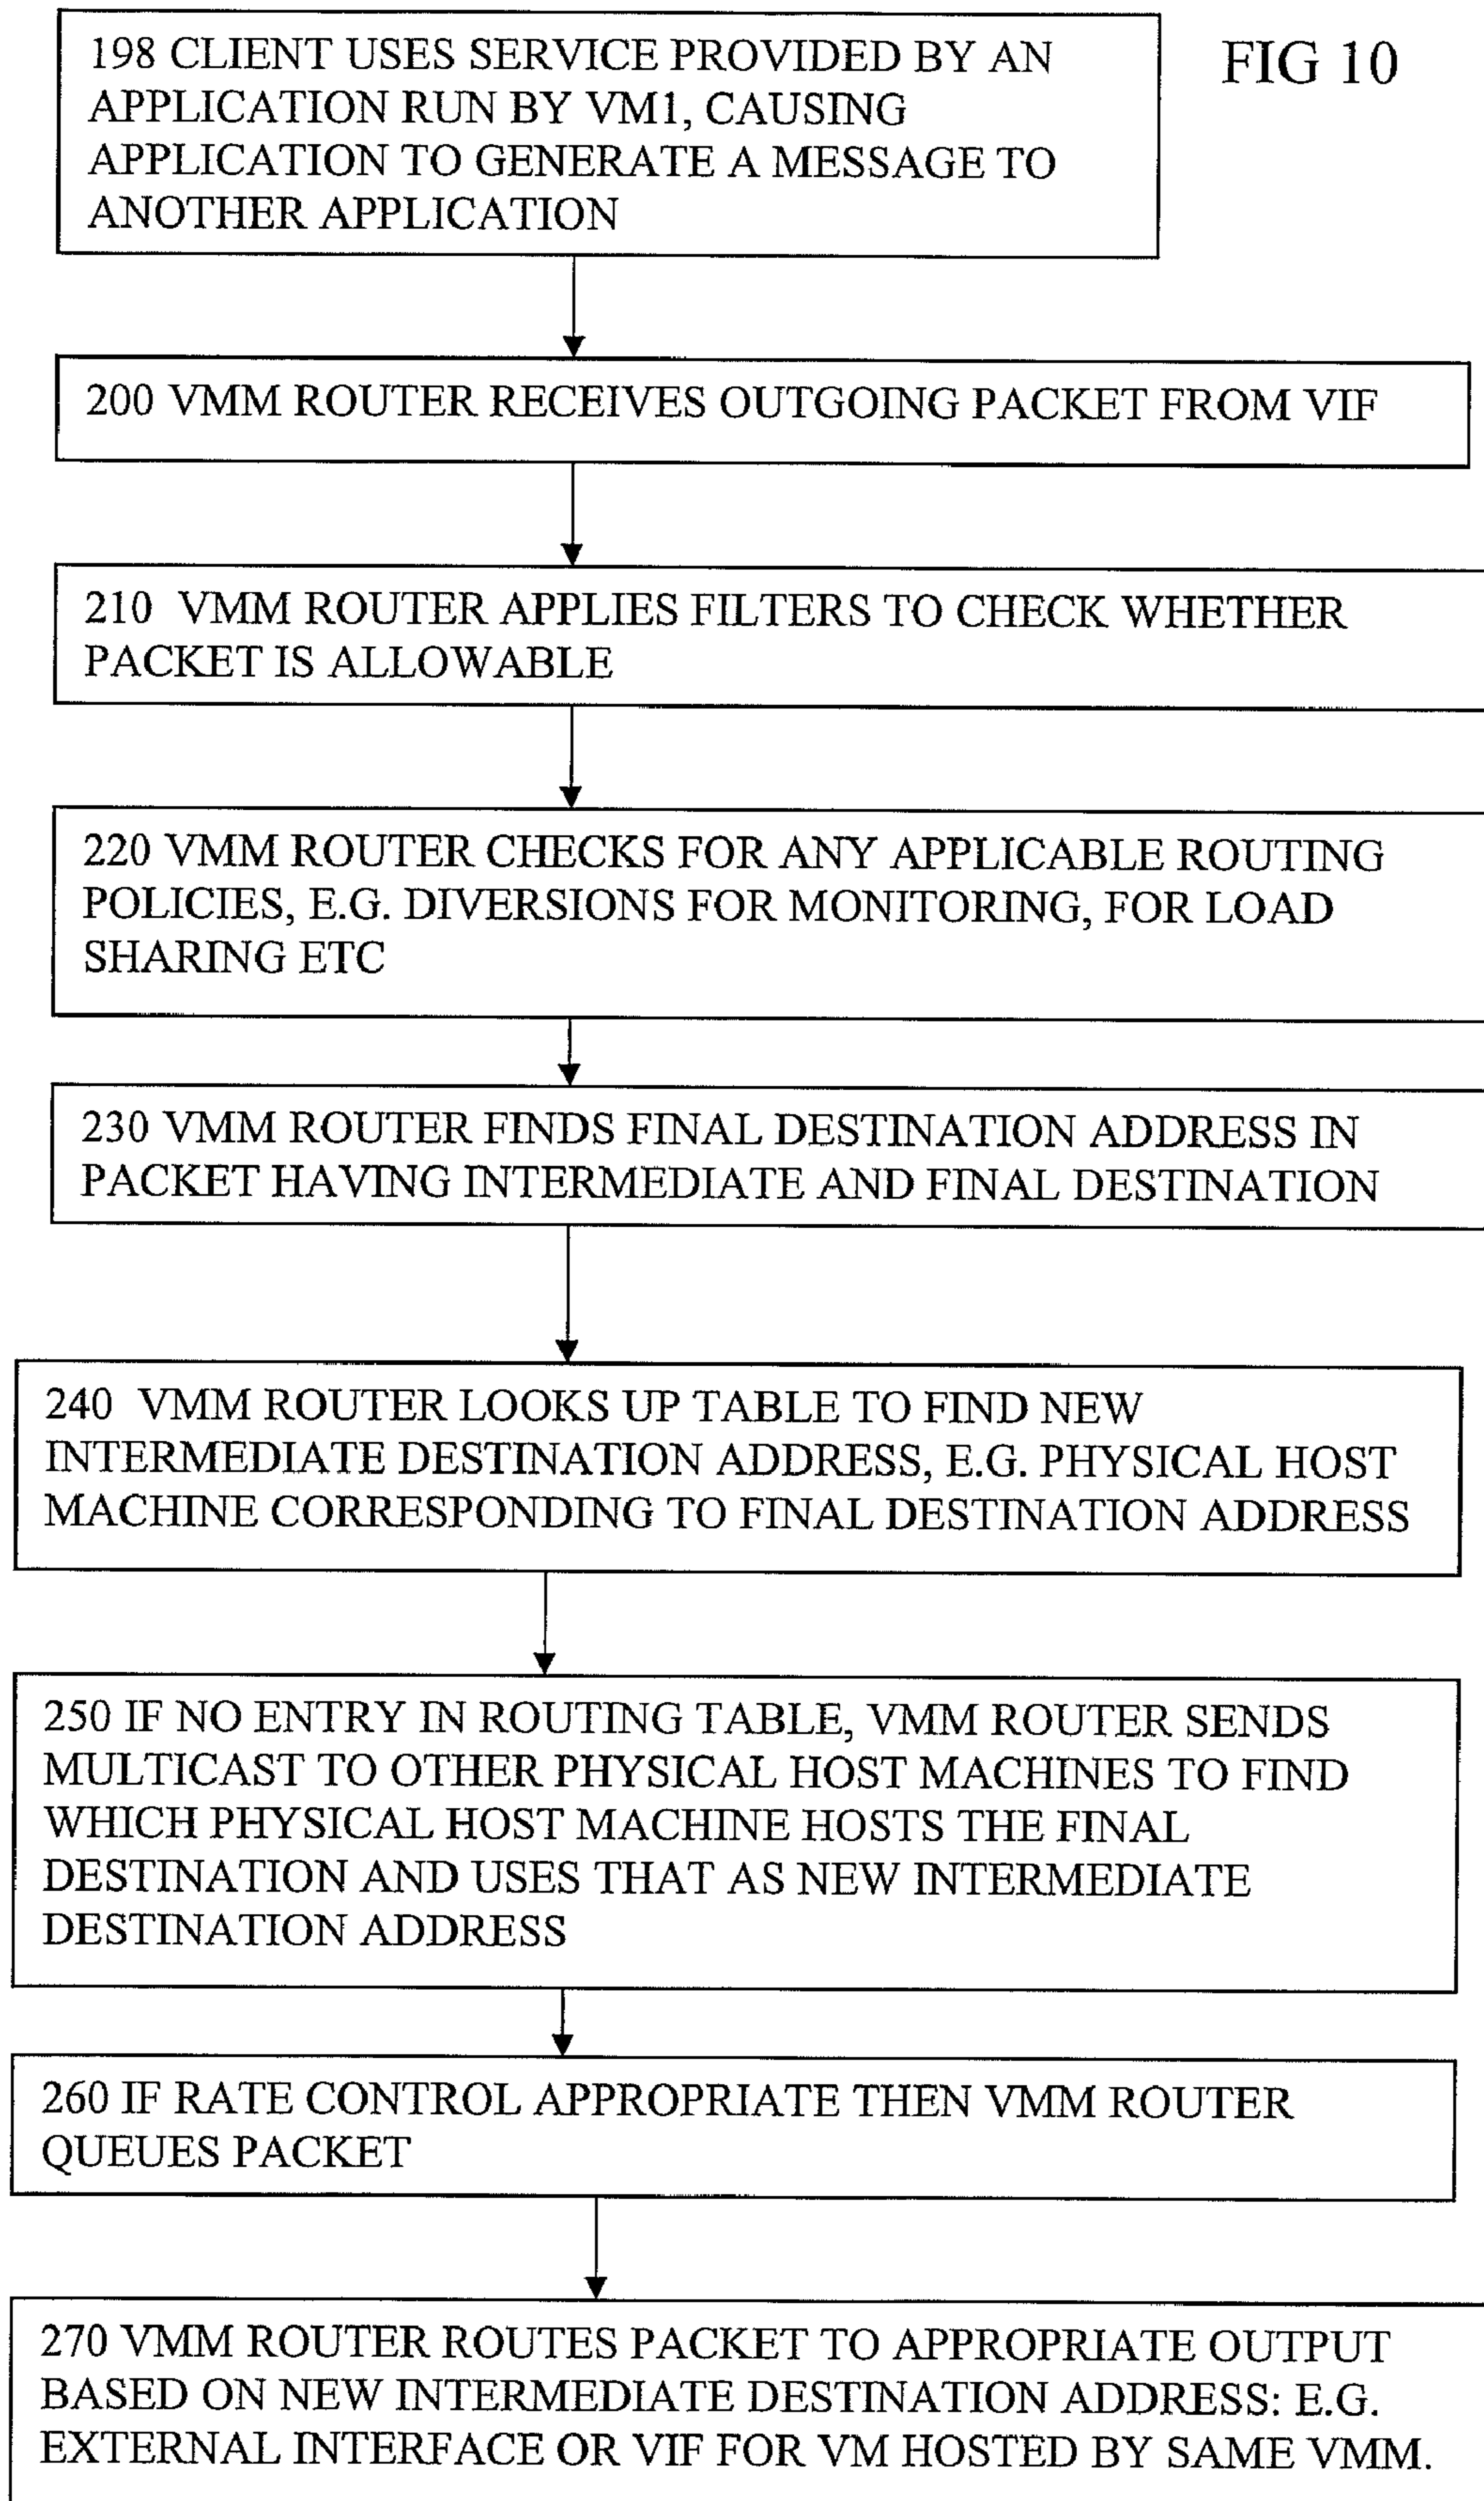 198 CLIENT USES SERVICE PROVIDED BY AN
APPLICATION RUN BY VM1, CAUSING
APPLICATION TO GENERATE A MESSAGE TO
ANOTHER APPLICATION
FIG 10
200 VMM ROUTER RECEIVES OUTGOING PACKET FROM VIF
210 VMM ROUTER APPLIES FILTERS TO CHECK WHETHER
PACKET IS ALLOWABLE
220 VMM ROUTER CHECKS FOR ANY APPLICABLE ROUTING
POLICIES, E.G. DIVERSIONS FOR MONITORING, FOR LOAD
SHARING ETC
230 VMM ROUTER FINDS FINAL DESTINATION ADDRESS IN
PACKET HAVING INTERMEDIATE AND FINAL DESTINATION
240 VMM ROUTER LOOKS UP TABLE TO FIND NEW
INTERMEDIATE DESTINATION ADDRESS, E.G. PHYSICAL HOST
MACHINE CORRESPONDING TO FINAL DESTINATION ADDRESS
250 IF NO ENTRY IN ROUTING TABLE, VMM ROUTER SENDS
MULTICAST TO OTHER PHYSICAL HOST MACHINES TO FIND
WHICH PHYSICAL HOST MACHINE HOSTS THE FINAL
DESTINATION AND USES THAT AS NEW INTERMEDIATE
DESTINATION ADDRESS
260 IF RATE CONTROL APPROPRIATE THEN VMM ROUTER
QUEUES PACKET
270 VMM ROUTER ROUTES PACKET TO APPROPRIATE OUTPUT
BASED ON NEW INTERMEDIATE DESTINATION ADDRESS: E.G.
EXTERNAL INTERFACE OR VIF FOR VM HOSTED BY SAME VMM.